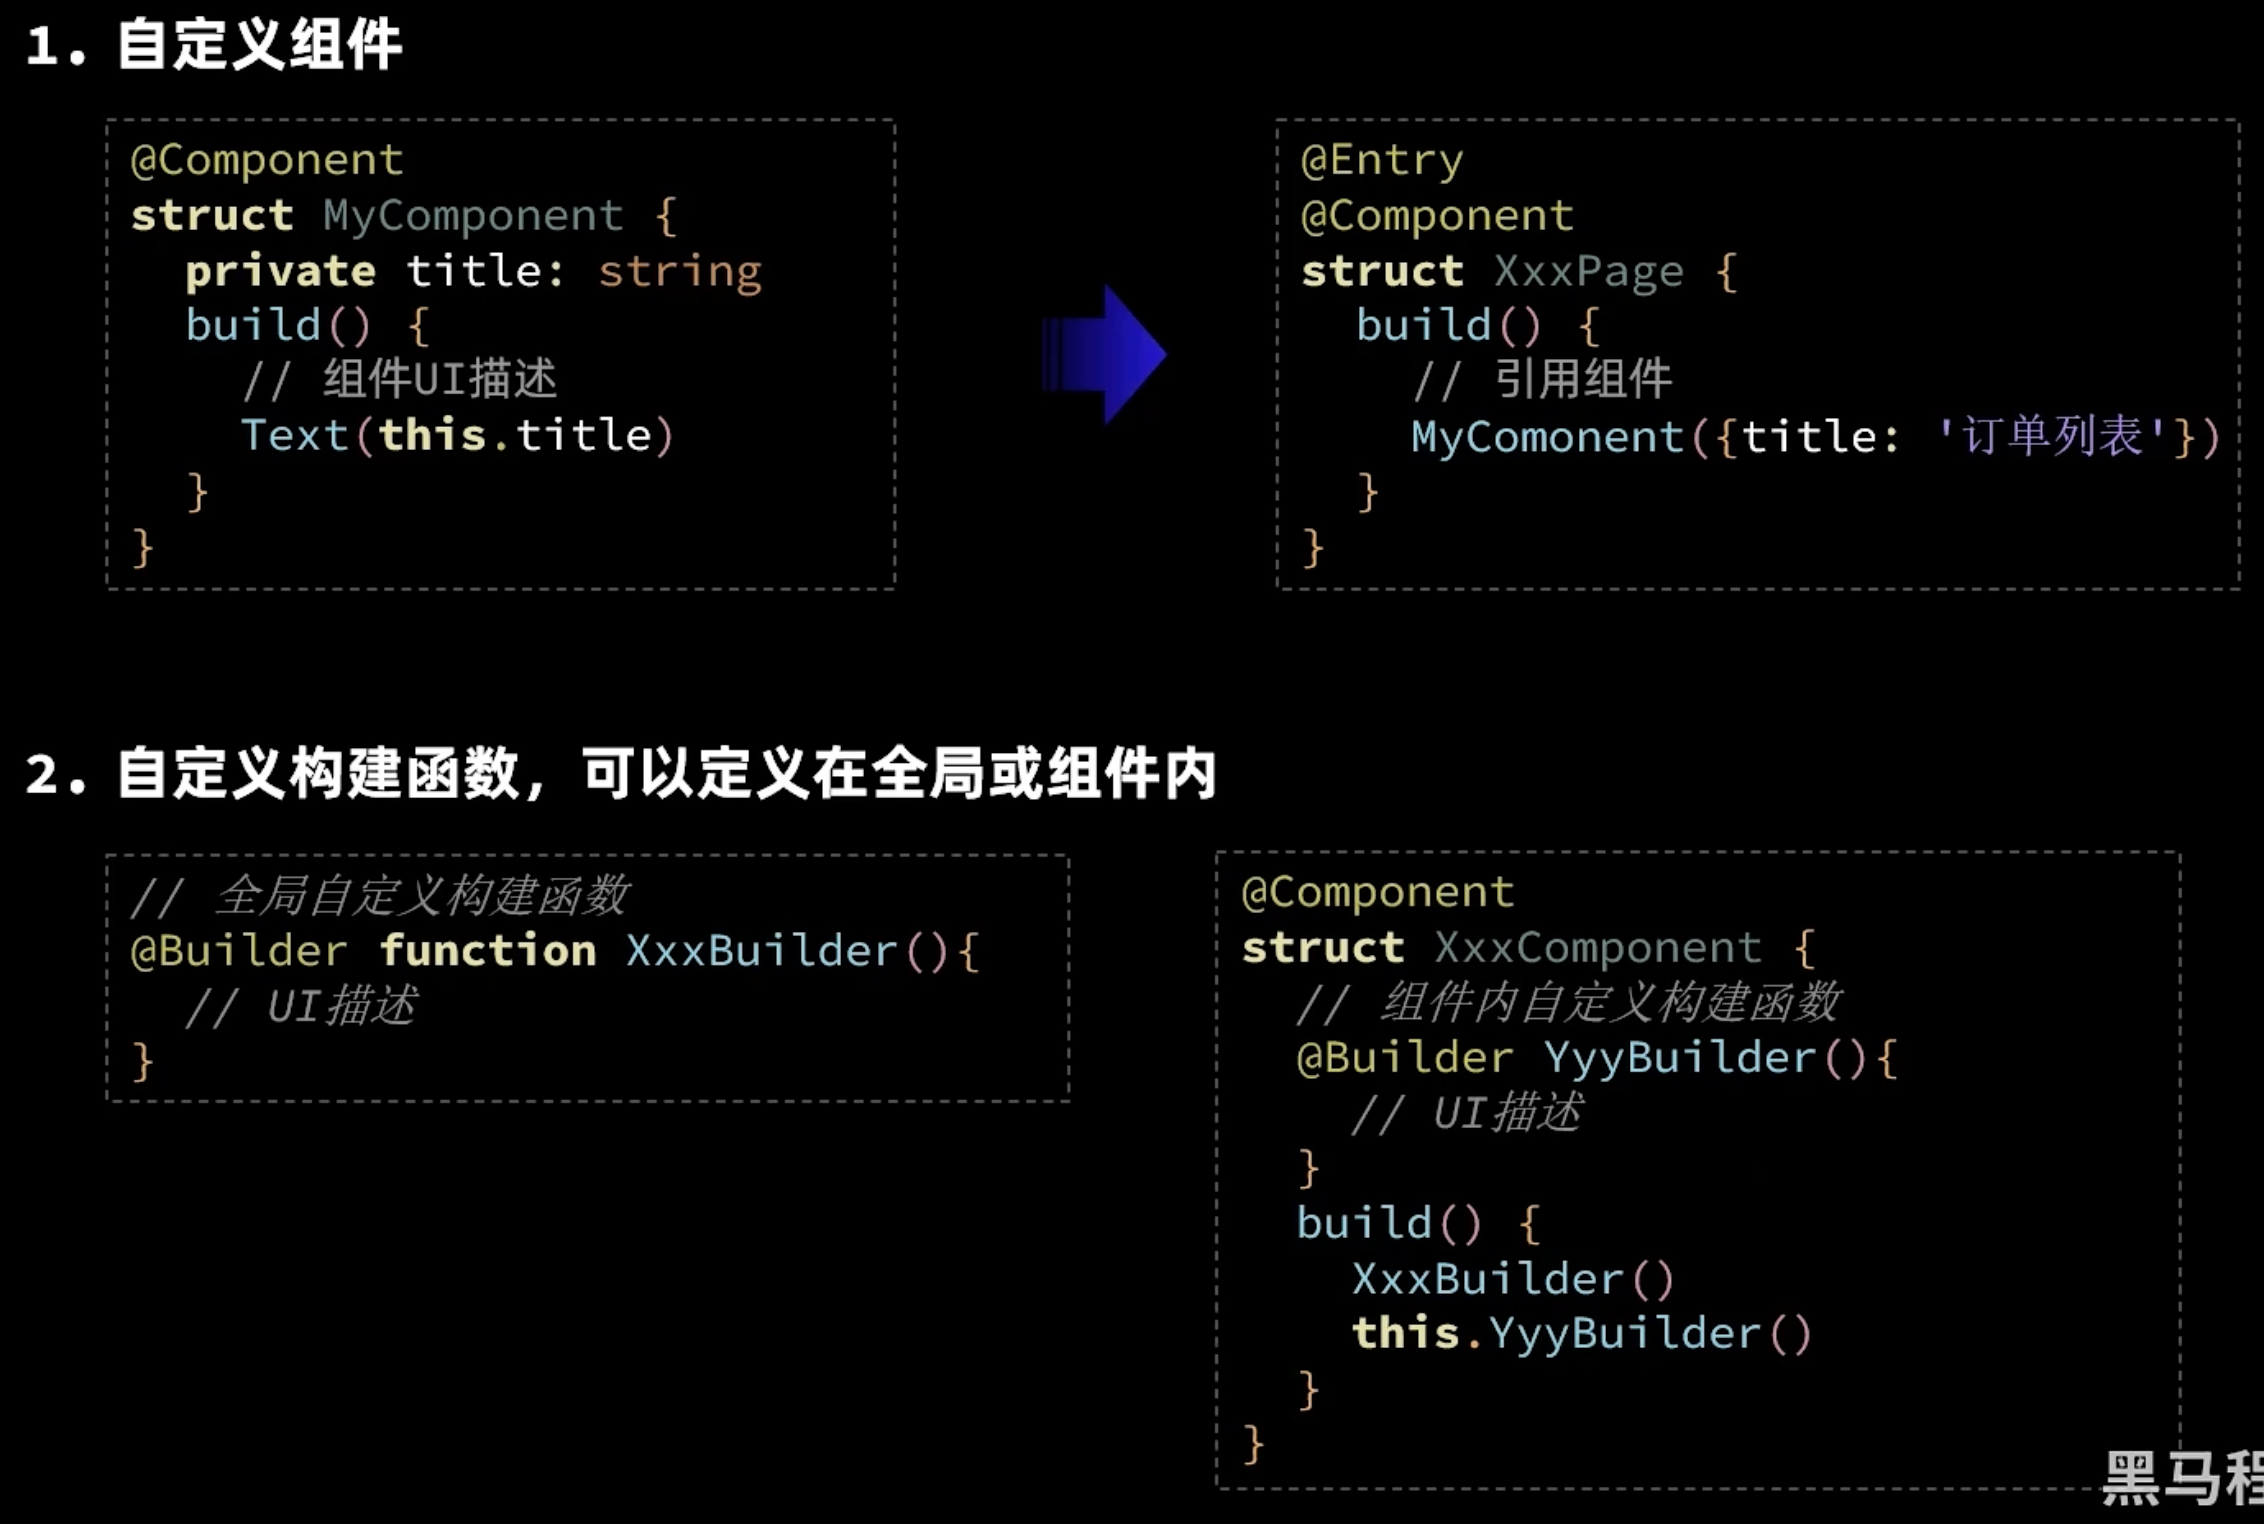 1. 自定义组件
@Component
struct MyComponent {
  private title: string
  build() {
    // 组件UI描述
    Text(this.title)
  }
}
@Entry
@Component
struct XxxPage {
  build() {
    // 引用组件
    MyComonent({title: '订单列表'})
  }
}
2. 自定义构建函数，可以定义在全局或组件内
// 全局自定义构建函数
@Builder function XxxBuilder(){
  // UI描述
}
@Component
struct XxxComponent {
  // 组件内自定义构建函数
  @Builder YyyBuilder(){
    // UI描述
  }
  build() {
    XxxBuilder()
    this.YyyBuilder()
  }
}
黑马程